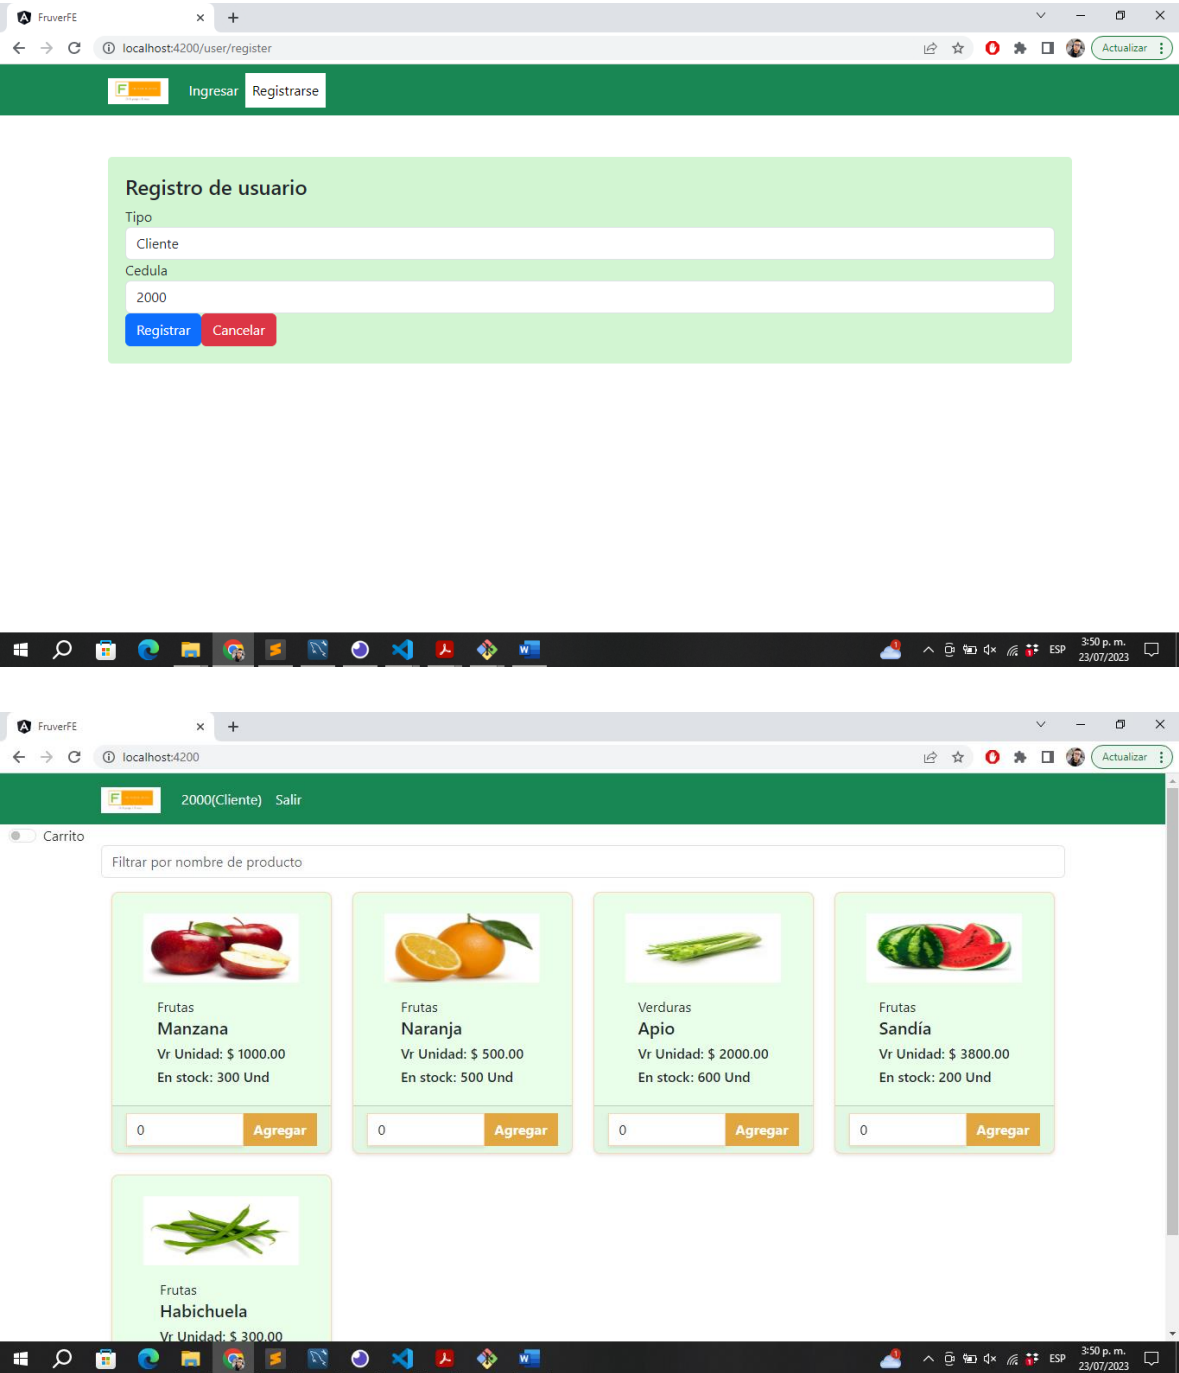 FruverFE
localhost:4200/user/register
Actualizar
F
Ingresar Registrarse
Registro de usuario
Tipo
Cliente
Cedula
2000
Registrar Cancelar
ESP
3:50 p. m.
23/07/2023
FruverFE
localhost:4200
Actualizar
F
2000(Cliente) Salir
Carrito
Filtrar por nombre de producto
Frutas
Manzana
Vr Unidad: $ 1000.00
En stock: 300 Und
0 Agregar
Frutas
Naranja
Vr Unidad: $ 500.00
En stock: 500 Und
0 Agregar
Verduras
Apio
Vr Unidad: $ 2000.00
En stock: 600 Und
0 Agregar
Frutas
Sandía
Vr Unidad: $ 3800.00
En stock: 200 Und
0 Agregar
Frutas
Habichuela
Vr Unidad: $ 300.00
ESP
3:50 p. m.
23/07/2023